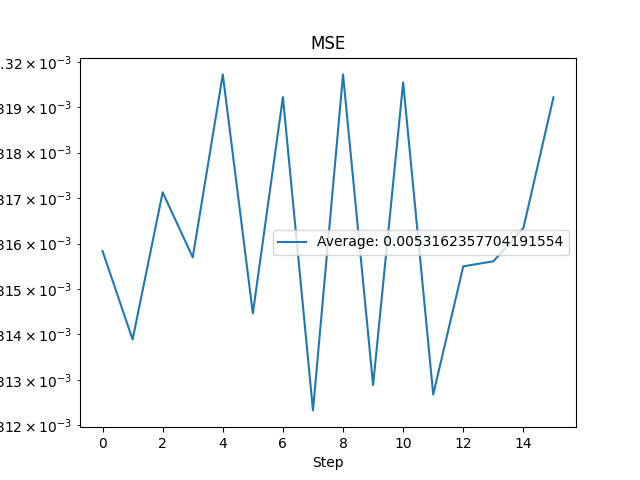 MSE
.32 × 10⁻³
319 × 10⁻³
318 × 10⁻³
317 × 10⁻³
316 × 10⁻³
315 × 10⁻³
314 × 10⁻³
313 × 10⁻³
312 × 10⁻³
Average: 0.0053162357704191554
0 2 4 6 8 10 12 14
Step